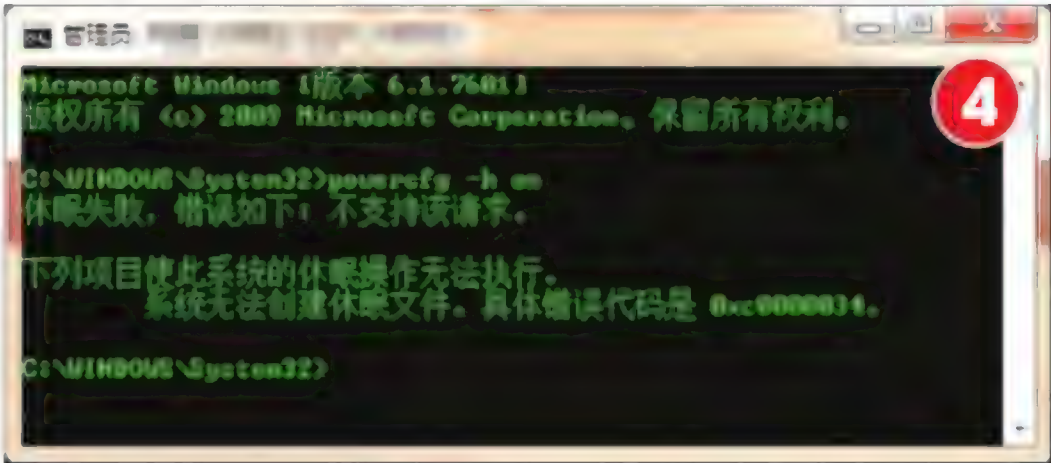 管理员
4
Microsoft Windows [版本 6.1.7601]
版权所有 (c) 2009 Microsoft Corporation。保留所有权利。
C:\WINDOWS\System32>powercfg -h on
休眠失败，错误如下: 不支持该请求。
下列项目使此系统的休眠操作无法执行。
系统无法创建休眠文件。具体错误代码是 0xc0000034。
C:\WINDOWS\System32>